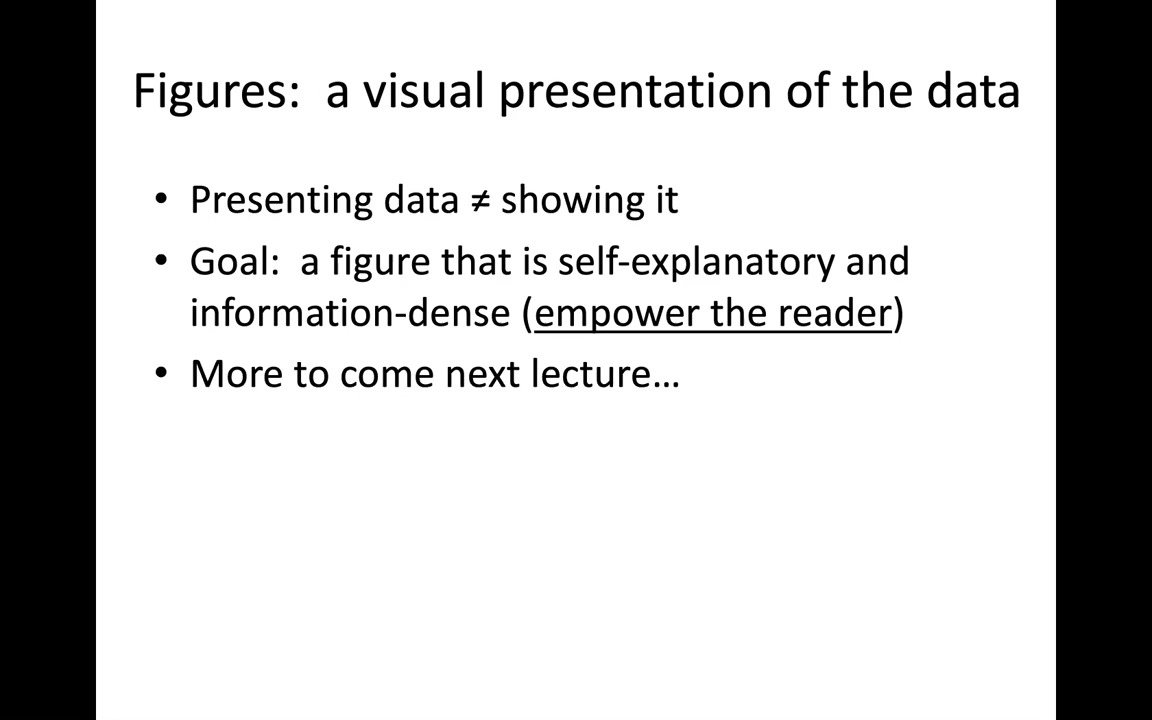 Figures:  a visual presentation of the data
• Presenting data ≠ showing it
• Goal:  a figure that is self-explanatory and
information-dense (empower the reader)
• More to come next lecture…